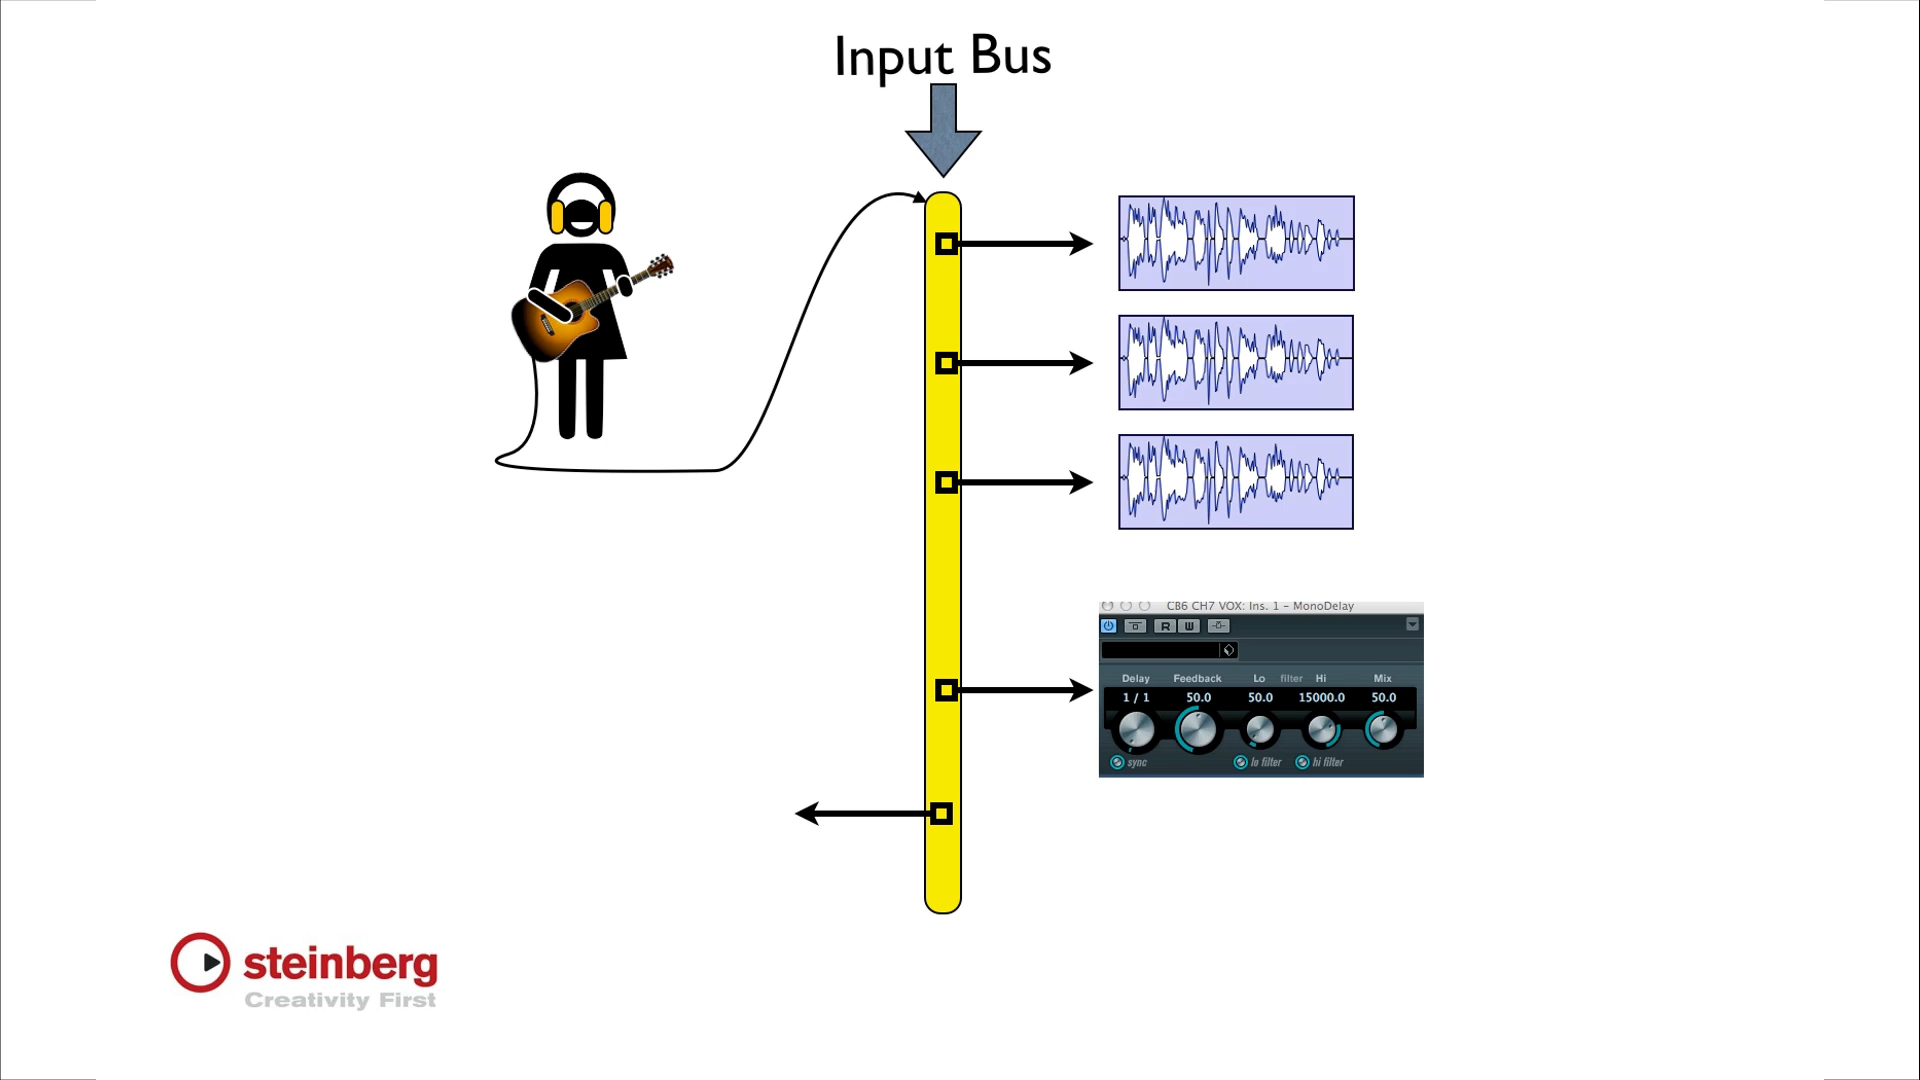 Input Bus
CB6 CH7 VOX: Ins. 1 – MonoDelay
R W
Delay Feedback Lo filter Hi Mix
1 / 1 50.0 50.0 15000.0 50.0
sync lo filter hi filter
steinberg
Creativity First